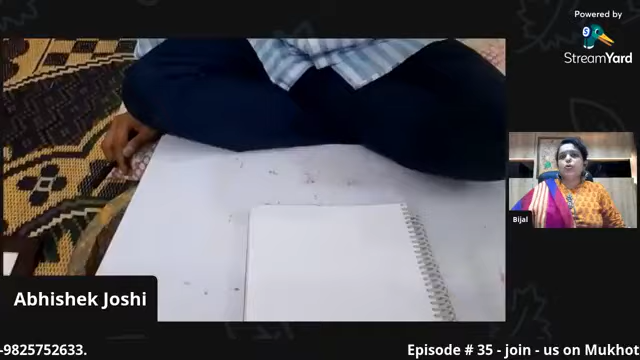 Powered by
StreamYard
Bijal
Abhishek Joshi
-9825752633.
Episode # 35 - join - us on Mukhot